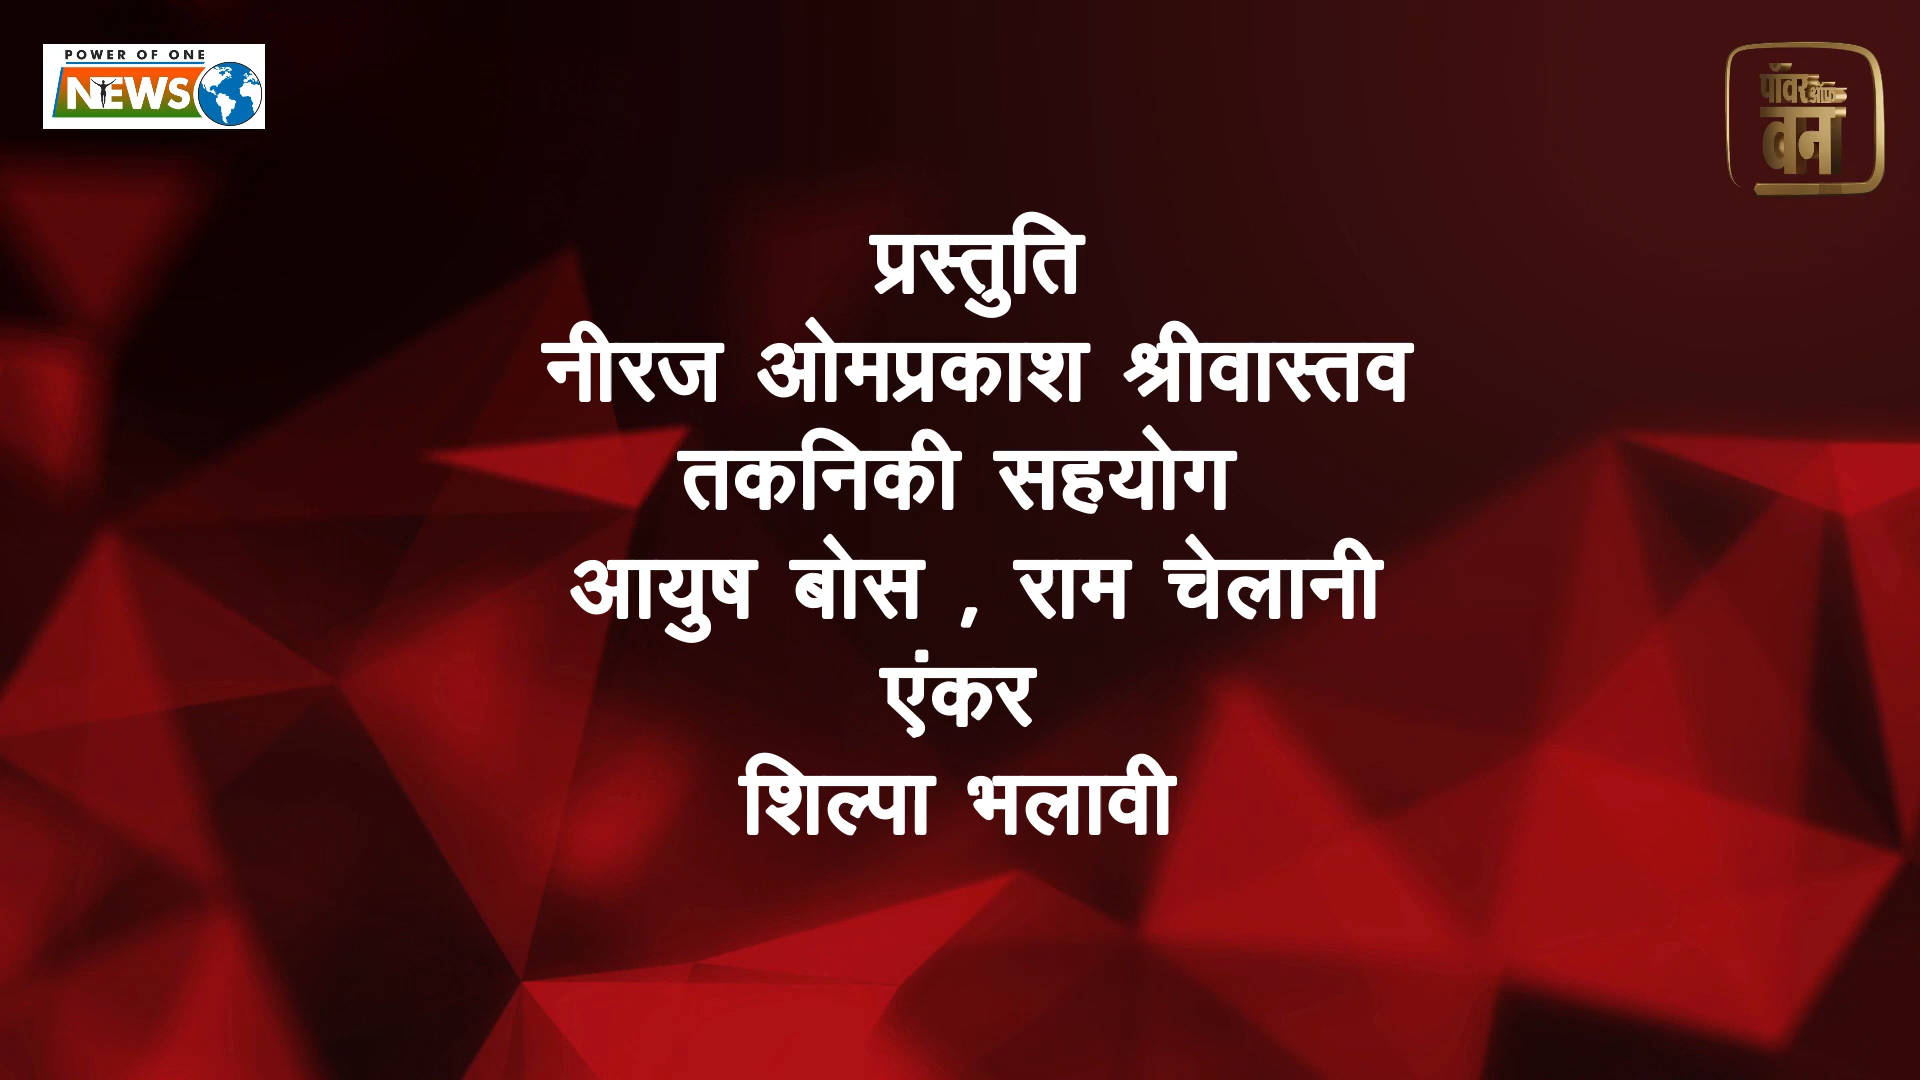 POWER OF ONE
NEWS
पॉवर ऑफ
वन
प्रस्तुति
नीरज ओमप्रकाश श्रीवास्तव
तकनिकी सहयोग
आयुष बोस , राम चेलानी
एंकर
शिल्पा भलावी